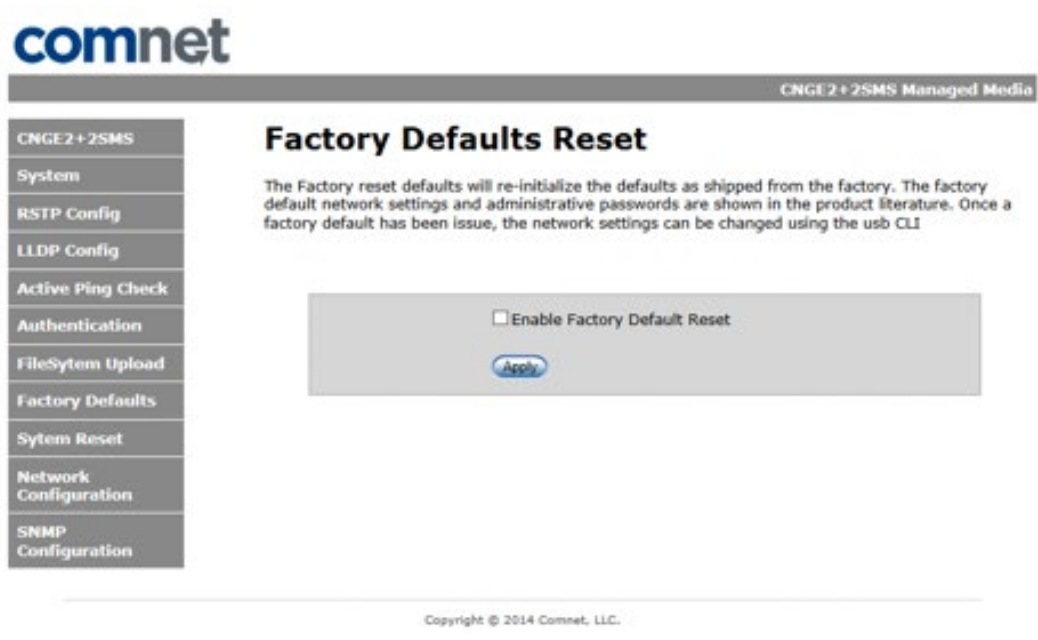 comnet
CNGE2+2SMS Managed Media
CNGE2+2SMS
System
RSTP Config
LLDP Config
Active Ping Check
Authentication
FileSytem Upload
Factory Defaults
Sytem Reset
Network
Configuration
SNMP
Configuration
Factory Defaults Reset
The Factory reset defaults will re-initialize the defaults as shipped from the factory. The factory
default network settings and administrative passwords are shown in the product literature. Once a
factory default has been issue, the network settings can be changed using the usb CLI
Enable Factory Default Reset
Apply
Copyright © 2014 Comnet, LLC.